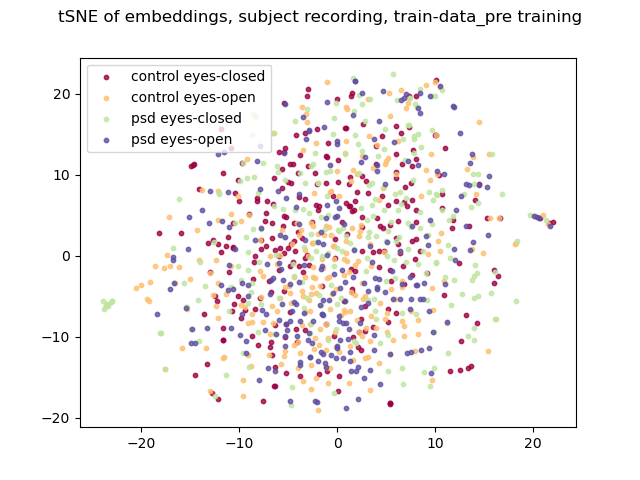 tSNE of embeddings, subject recording, train-data_pre training
control eyes-closed
control eyes-open
psd eyes-closed
psd eyes-open
20
10
0
−10
−20
−20
−10
0
10
20